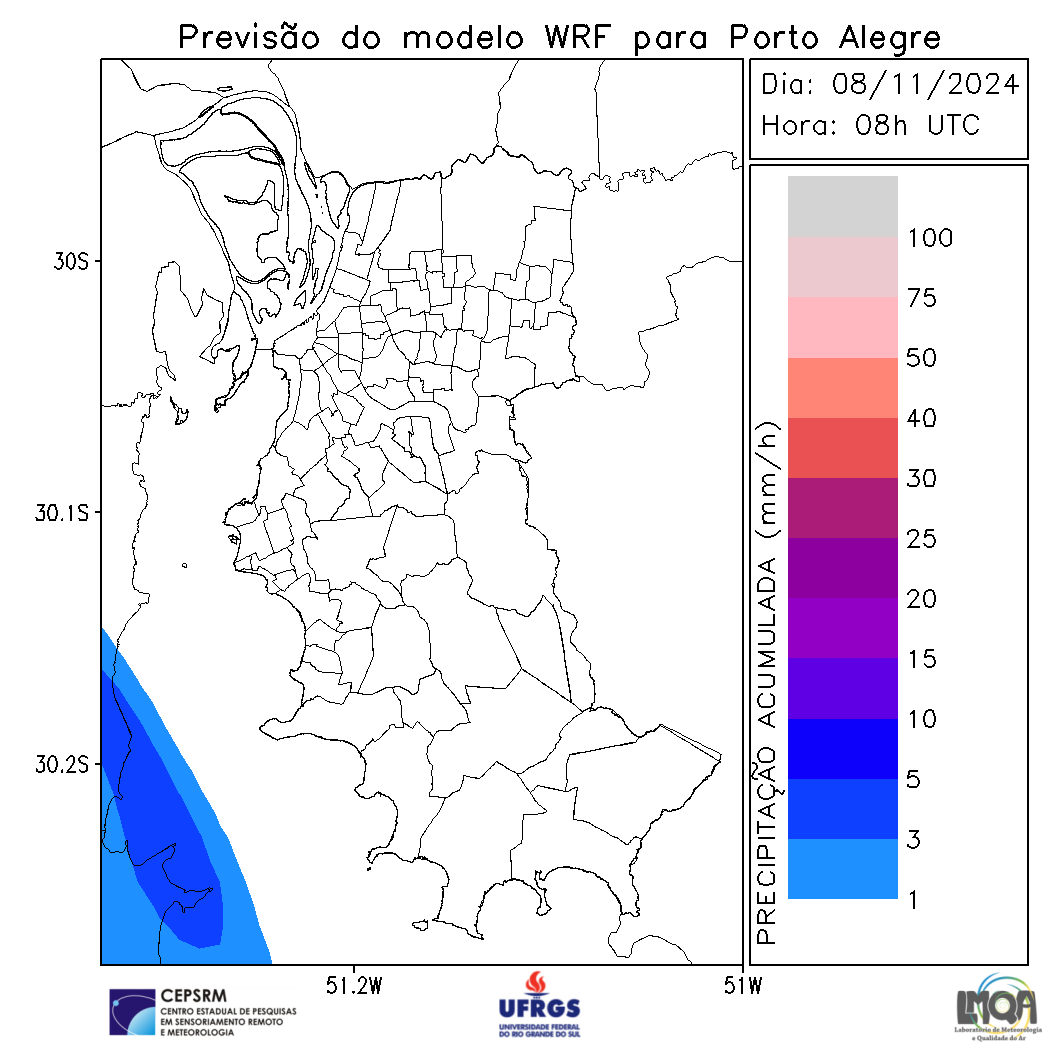 Previsão do modelo WRF para Porto Alegre
Dia: 08/11/2024
Hora: 08h UTC
30S
30.1S
30.2S
51.2W
51W
PRECIPITAÇÃO ACUMULADA (mm/h)
100
75
50
40
30
25
20
15
10
5
3
1
CEPSRM
CENTRO ESTADUAL DE PESQUISAS
EM SENSORIAMENTO REMOTO
E METEOROLOGIA
UFRGS
UNIVERSIDADE FEDERAL
DO RIO GRANDE DO SUL
LMQA
Laboratório de Meteorologia
e Qualidade do Ar